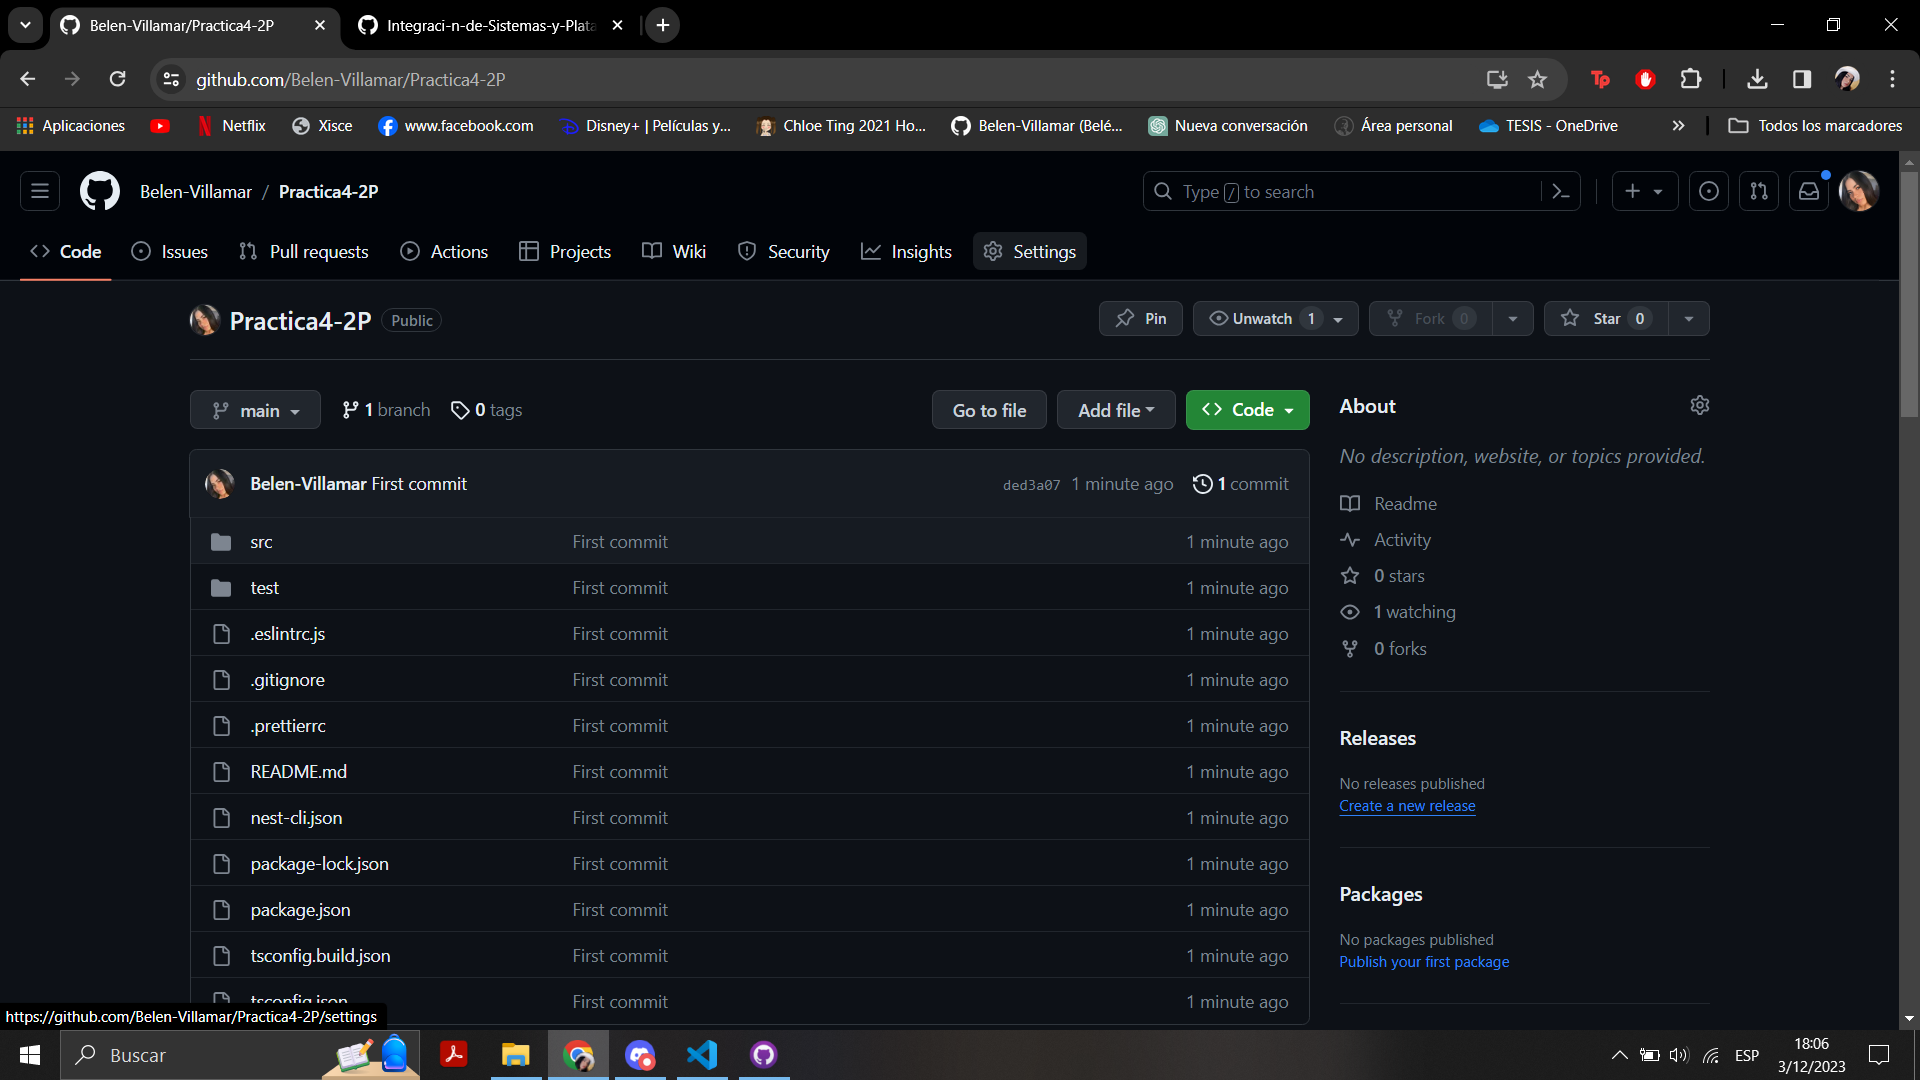 Belen-Villamar/Practica4-2P
Integraci-n-de-Sistemas-y-Plata
github.com/Belen-Villamar/Practica4-2P
Tp
Aplicaciones
Netflix
Xisce
www.facebook.com
Disney+ | Películas y...
Chloe Ting 2021 Ho...
Belen-Villamar (Belé...
Nueva conversación
Área personal
TESIS - OneDrive
Todos los marcadores
Belen-Villamar / Practica4-2P
Type / to search
Code
Issues
Pull requests
Actions
Projects
Wiki
Security
Insights
Settings
Practica4-2P Public
Pin
Unwatch 1
Fork 0
Star 0
main
1 branch
0 tags
Go to file
Add file
Code
Belen-Villamar First commit
ded3a07 1 minute ago
1 commit
src First commit 1 minute ago
test First commit 1 minute ago
.eslintrc.js First commit 1 minute ago
.gitignore First commit 1 minute ago
.prettierrc First commit 1 minute ago
README.md First commit 1 minute ago
nest-cli.json First commit 1 minute ago
package-lock.json First commit 1 minute ago
package.json First commit 1 minute ago
tsconfig.build.json First commit 1 minute ago
tsconfig.json First commit 1 minute ago
About
No description, website, or topics provided.
Readme
Activity
0 stars
1 watching
0 forks
Releases
No releases published
Create a new release
Packages
No packages published
Publish your first package
https://github.com/Belen-Villamar/Practica4-2P/settings
Buscar
ESP
18:06
3/12/2023